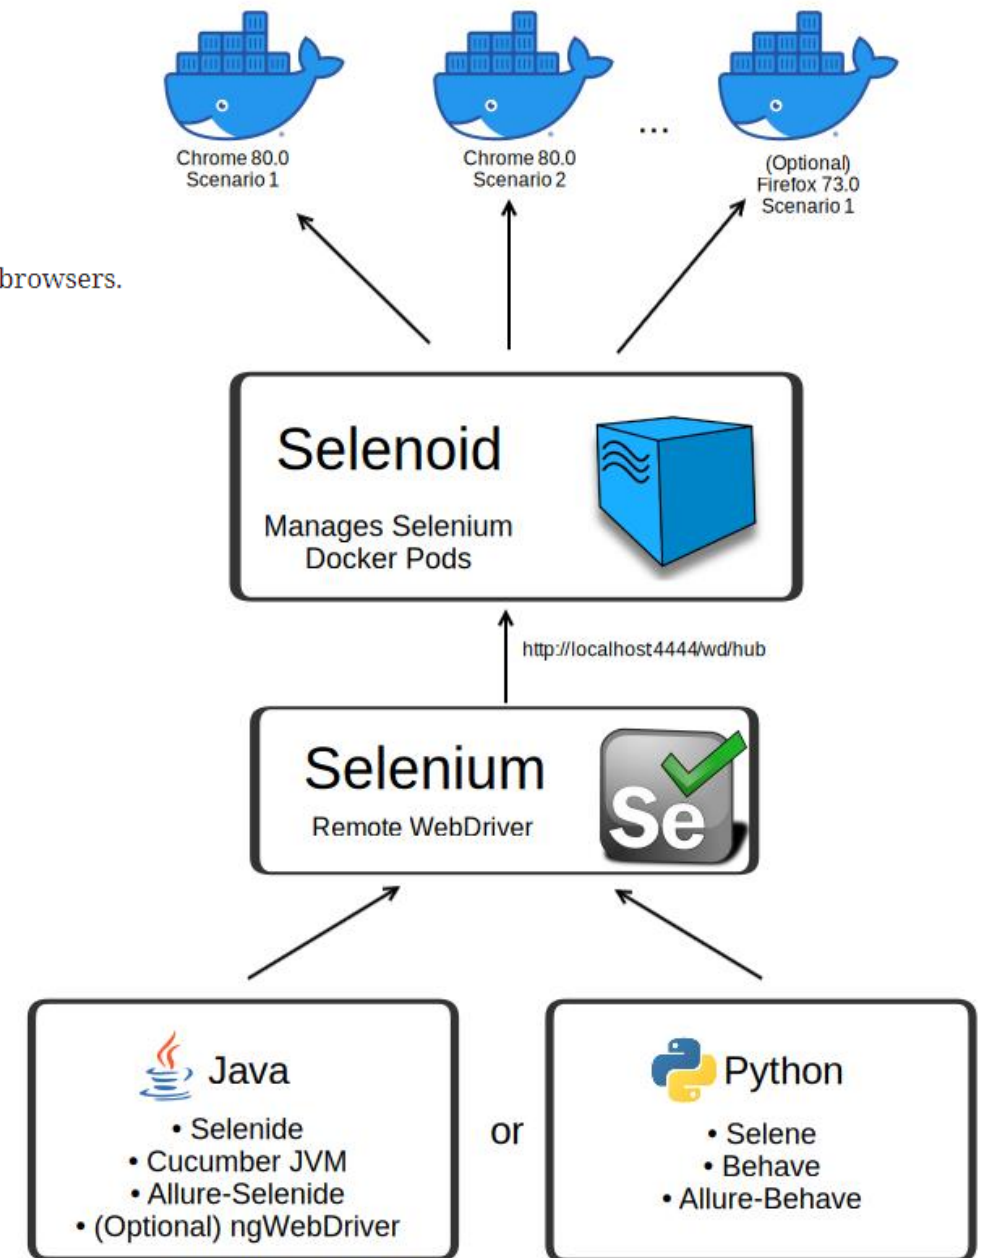 Chrome 80.0
Scenario 1
Chrome 80.0
Scenario 2
...
(Optional)
Firefox 73.0
Scenario 1
browsers.
Selenoid
Manages Selenium
Docker Pods
http://localhost:4444/wd/hub
Selenium
Remote WebDriver
Se
Java
• Selenide
• Cucumber JVM
• Allure-Selenide
• (Optional) ngWebDriver
or
Python
• Selene
• Behave
• Allure-Behave